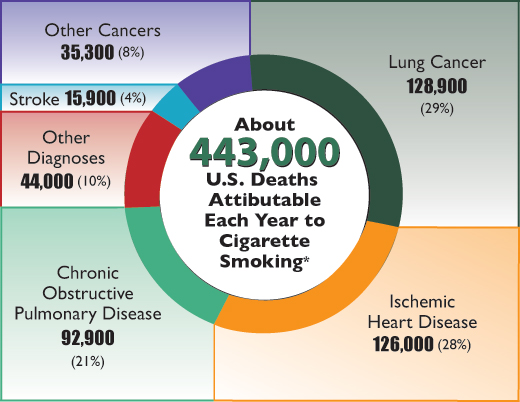 Other Cancers
35,300 (8%)
Lung Cancer
128,900
(29%)
Stroke 15,900 (4%)
Other
Diagnoses
44,000 (10%)
About
443,000
U.S. Deaths
Attributable
Each Year to
Cigarette
Smoking*
Chronic
Obstructive
Pulmonary Disease
92,900
(21%)
Ischemic
Heart Disease
126,000 (28%)